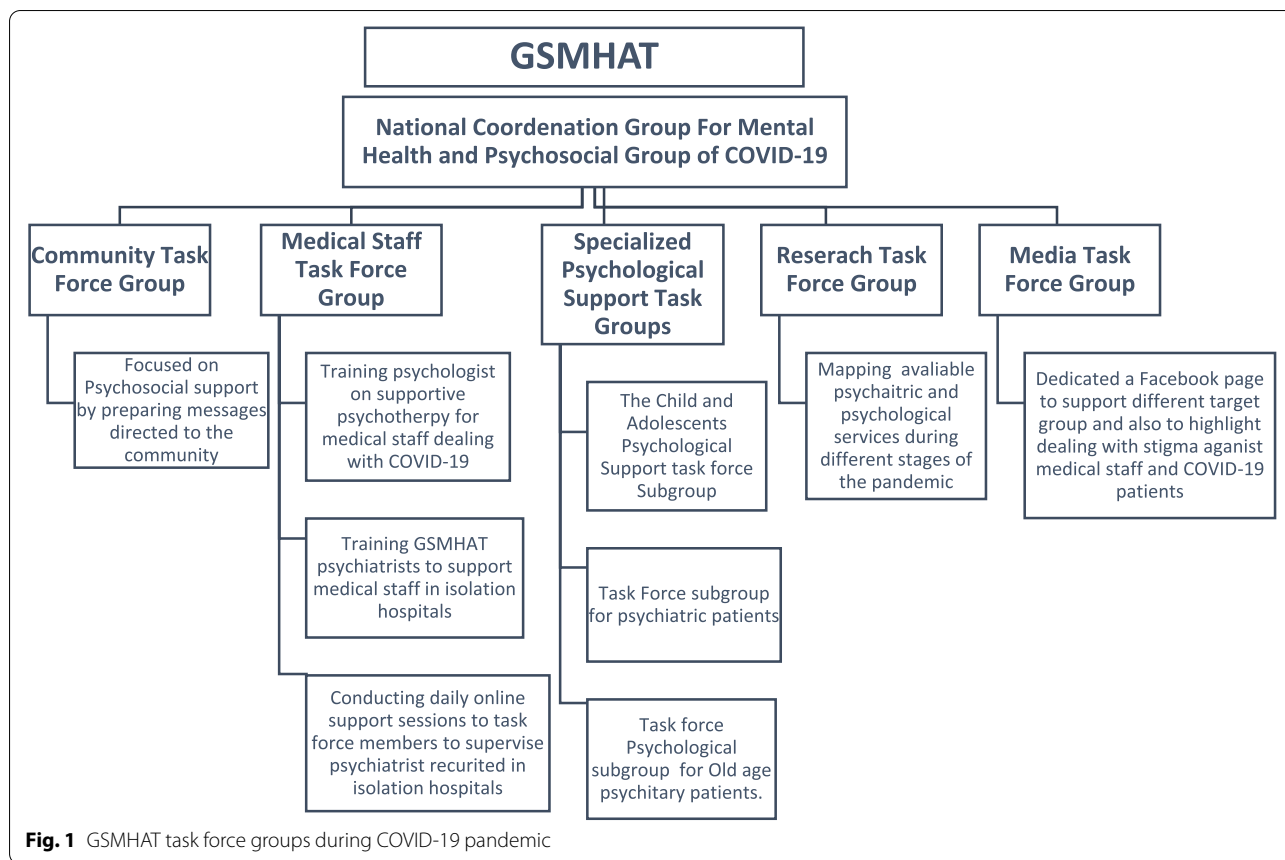 GSMHAT
National Coordenation Group For Mental
Health and Psychosocial Group of COVID-19
Community Task
Force Group
Focused on
Psychosocial support
by preparing messages
directed to the
community
Medical Staff
Task Force
Group
Training psychologist
on supportive
psychotherpy for
medical staff dealing
with COVID-19
Training GSMHAT
psychiatrists to support
medical staff in isolation
hospitals
Conducting daily online
support sessions to task
force members to supervise
psychiatrist recurited in
isolation hospitals
Specialized
Psychological
Support Task
Groups
The Child and
Adolescents
Psychological
Support task force
Subgroup
Task Force subgroup
for psychiatric patients
Task force
Psychological
subgroup for Old age
psychitary patients.
Reserach Task
Force Group
Mapping avaliable
psychaitric and
psychological
services during
different stages of
the pandemic
Media Task
Force Group
Dedicated a Facebook page
to support different target
group and also to highlight
dealing with stigma aganist
medical staff and COVID-19
patients
Fig. 1 GSMHAT task force groups during COVID-19 pandemic